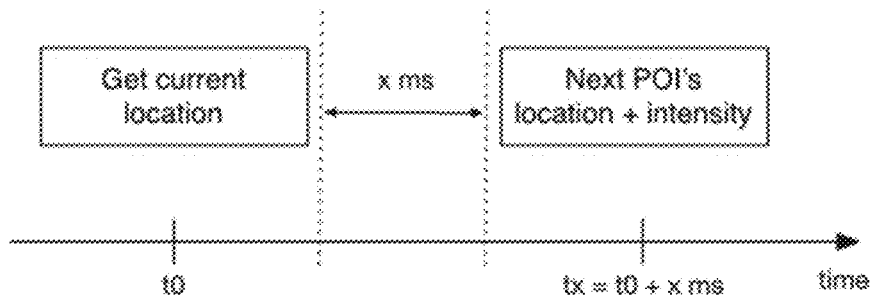 Get current
location
x ms
Next POI's
location + intensity
t0
tx = t0 + x ms
time